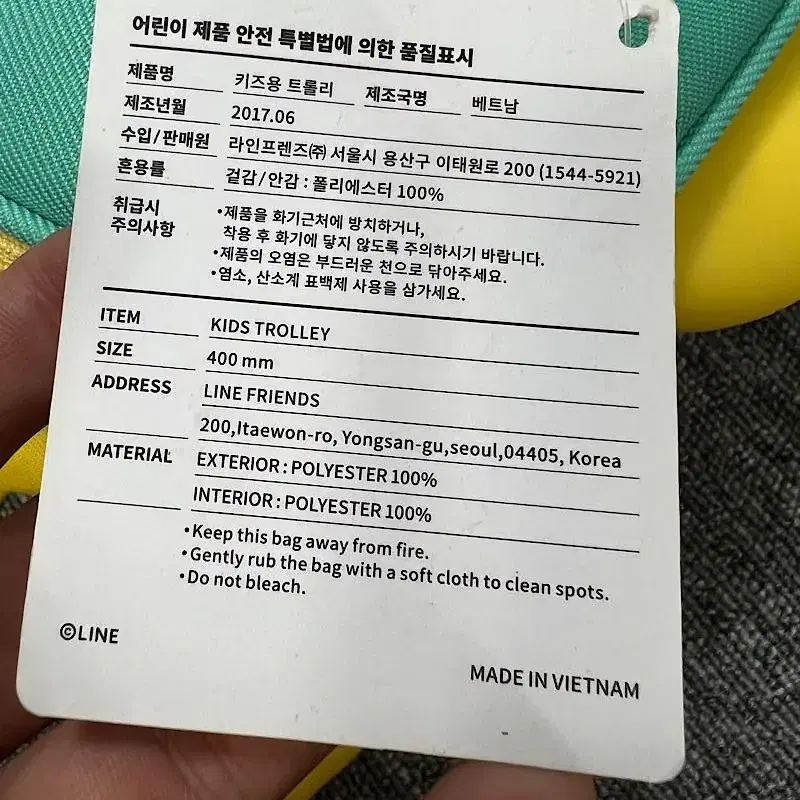 어린이 제품 안전 특별법에 의한 품질표시
제품명 키즈용 트롤리 제조국명 베트남
제조년월 2017.06
수입/판매원 라인프렌즈㈜ 서울시 용산구 이태원로 200 (1544-5921)
혼용률 겉감/안감 : 폴리에스터 100%
취급시 주의사항
•제품을 화기근처에 방치하거나,
착용 후 화기에 닿지 않도록 주의하시기 바랍니다.
•제품의 오염은 부드러운 천으로 닦아주세요.
•염소, 산소계 표백제 사용을 삼가세요.
ITEM KIDS TROLLEY
SIZE 400 mm
ADDRESS LINE FRIENDS
200,Itaewon-ro, Yongsan-gu,seoul,04405, Korea
MATERIAL EXTERIOR : POLYESTER 100%
INTERIOR : POLYESTER 100%
•Keep this bag away from fire.
•Gently rub the bag with a soft cloth to clean spots.
•Do not bleach.
©LINE
MADE IN VIETNAM